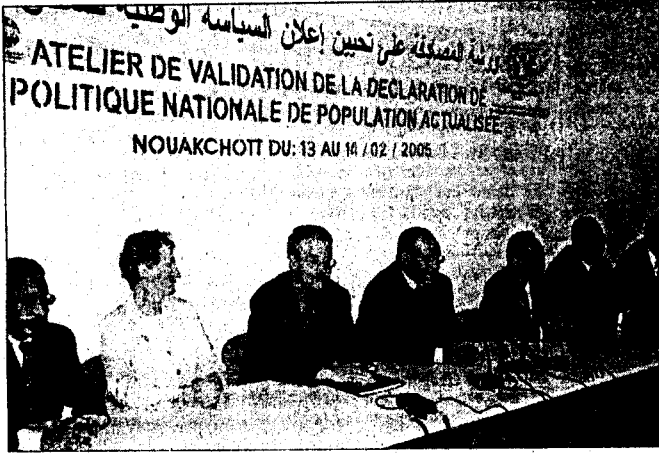 ورشة المصادقة على تحيين إعلان السياسة الوطنية
ATELIER DE VALIDATION DE LA DECLARATION DE
POLITIQUE NATIONALE DE POPULATION ACTUALISEE
NOUAKCHOTT DU: 13 AU 14 / 02 / 2005